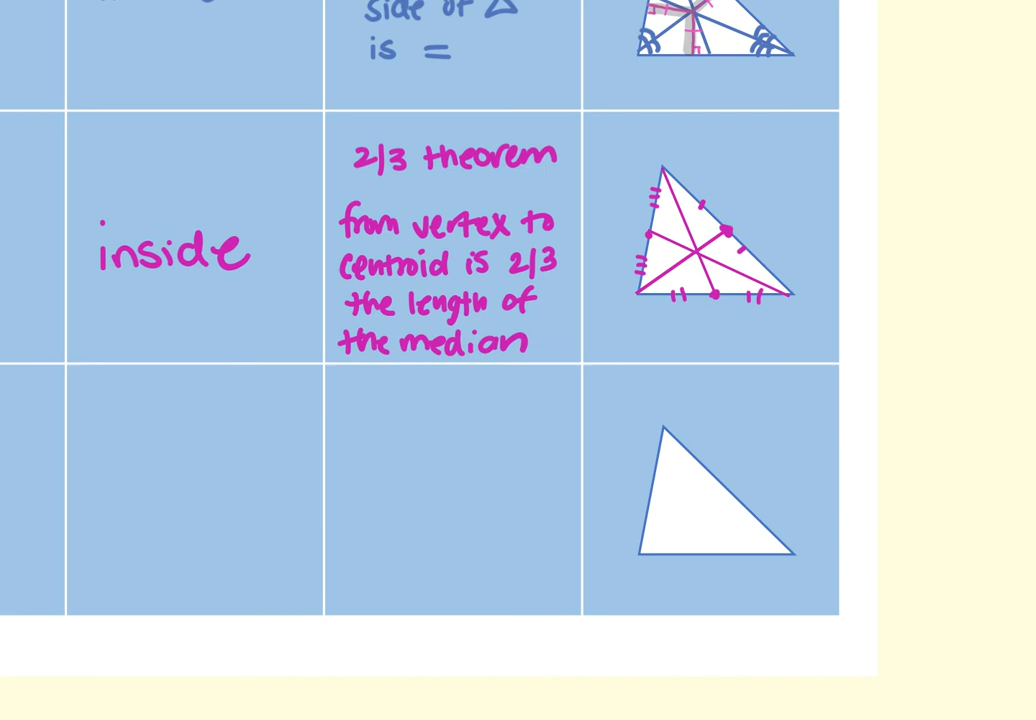 side of △
is =
inside
2/3 theorem
from vertex to
centroid is 2/3
the length of
the median